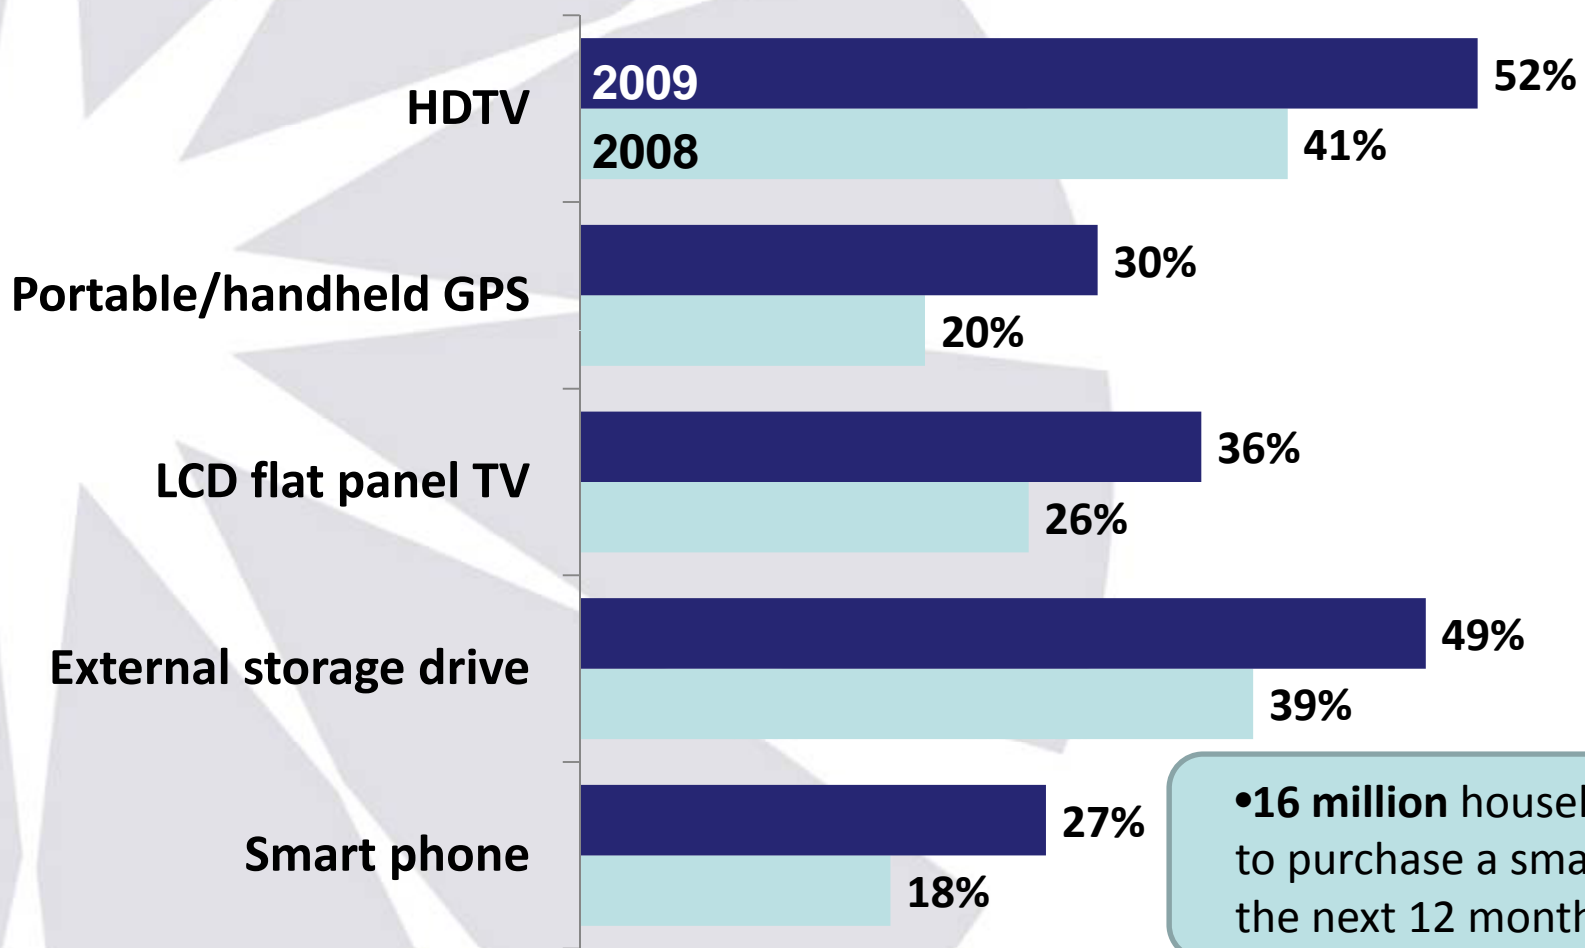 HDTV
2009
52%
2008
41%
Portable/handheld GPS
30%
20%
LCD flat panel TV
36%
26%
External storage drive
49%
39%
Smart phone
27%
18%
•16 million
to purchase a
the next 12